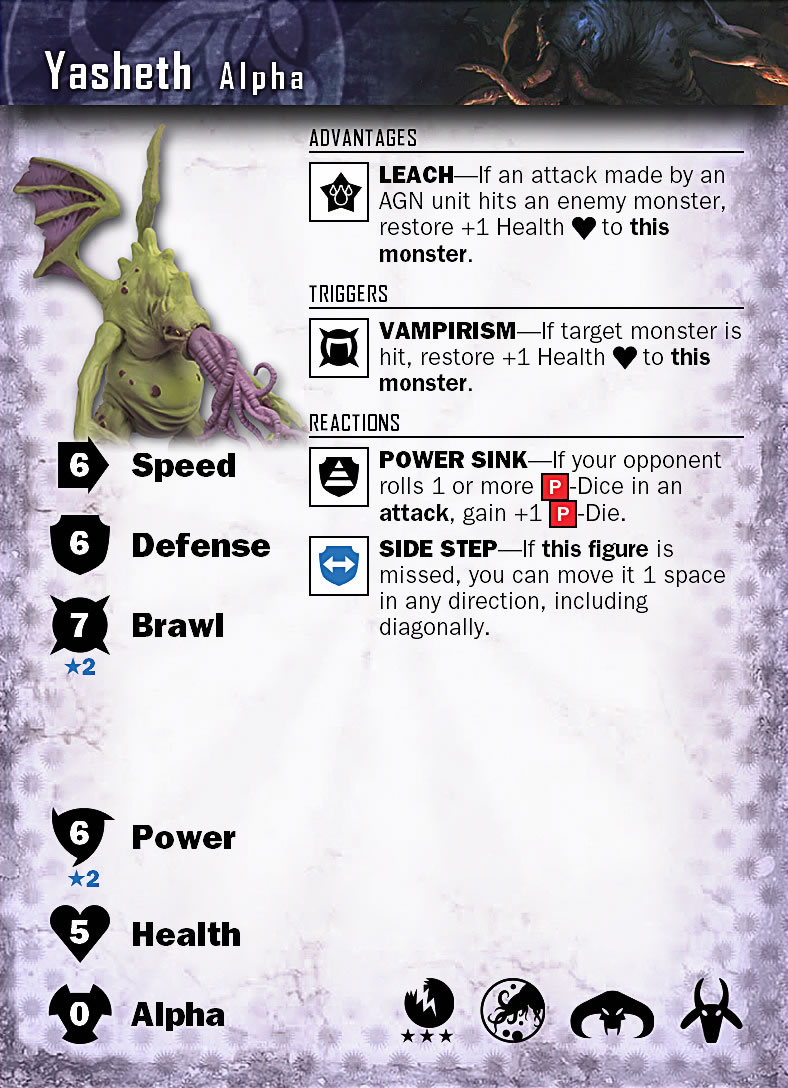 Yasheth Alpha
ADVANTAGES
LEACH—If an attack made by an
AGN unit hits an enemy monster,
restore +1 Health ♥ to this
monster.
TRIGGERS
VAMPIRISM—If target monster is
hit, restore +1 Health ♥ to this
monster.
REACTIONS
POWER SINK—If your opponent
rolls 1 or more P-Dice in an
attack, gain +1 P-Die.
SIDE STEP—If this figure is
missed, you can move it 1 space
in any direction, including
diagonally.
6 Speed
6 Defense
7 Brawl
★2
6 Power
★2
5 Health
0 Alpha
★★★